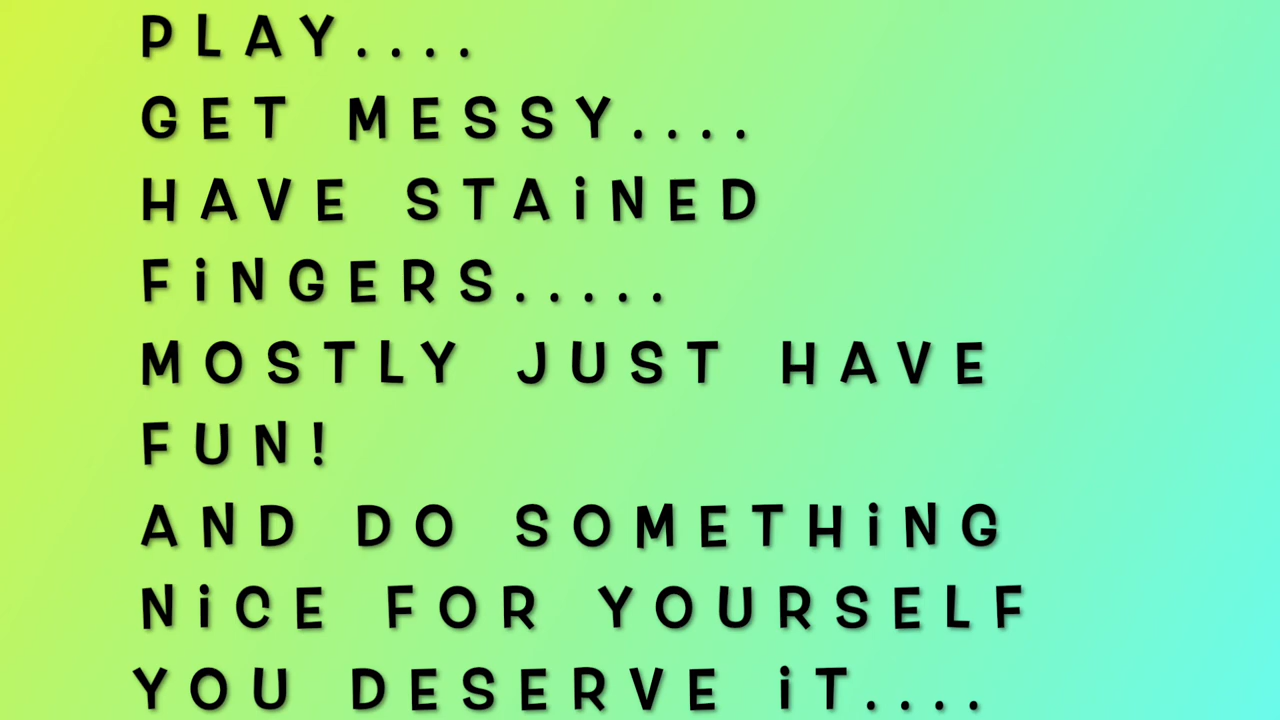 PLAY....
GET MESSY....
HAVE STAiNED
FiNGERS.....
MOSTLY JUST HAVE
FUN!
AND DO SOMETHiNG
NiCE FOR YOURSELF
YOU DESERVE iT....